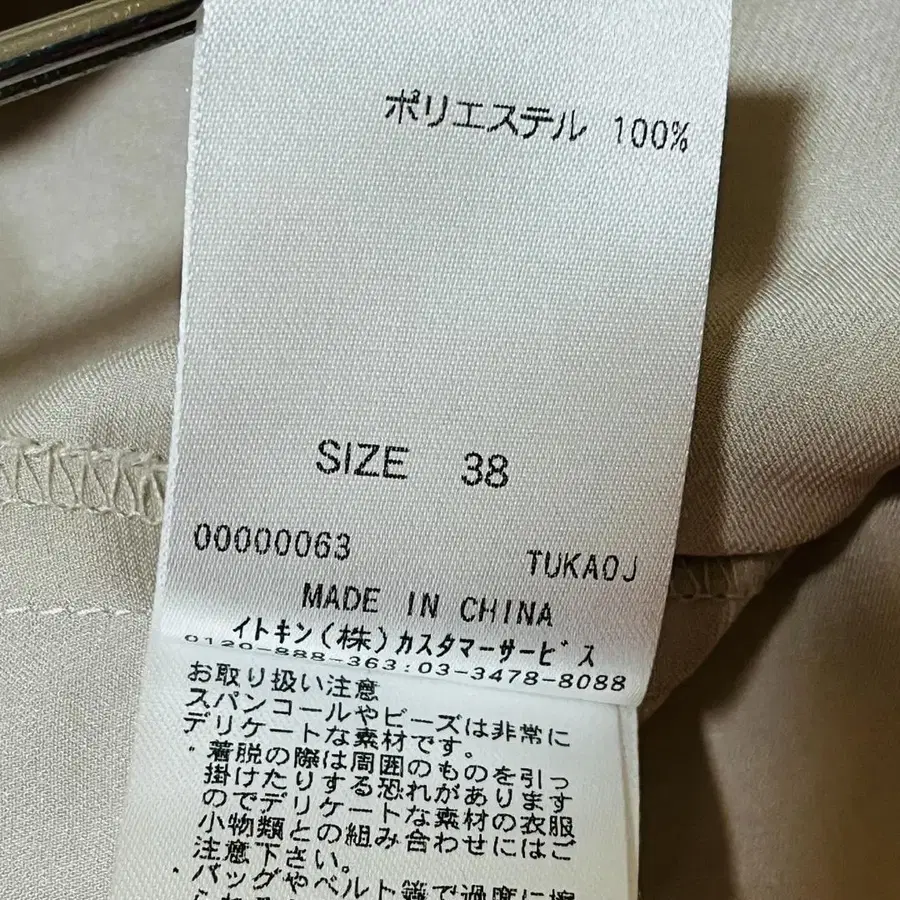 ポリエステル 100%
SIZE 38
00000063 TUKAOJ
MADE IN CHINA
イトキン(株)カスタマーサービス
0120-888-363:03-3478-8088
お取り扱い注意
スパンコールやビーズは非常に
デリケートな素材です。
・着脱の際は周囲のものを引っ
掛けたりする恐れがあります
のでデリケートな素材の衣服
小物類との組み合わせにはご
注意下さい。
・バッグやベルト等で過度に擦